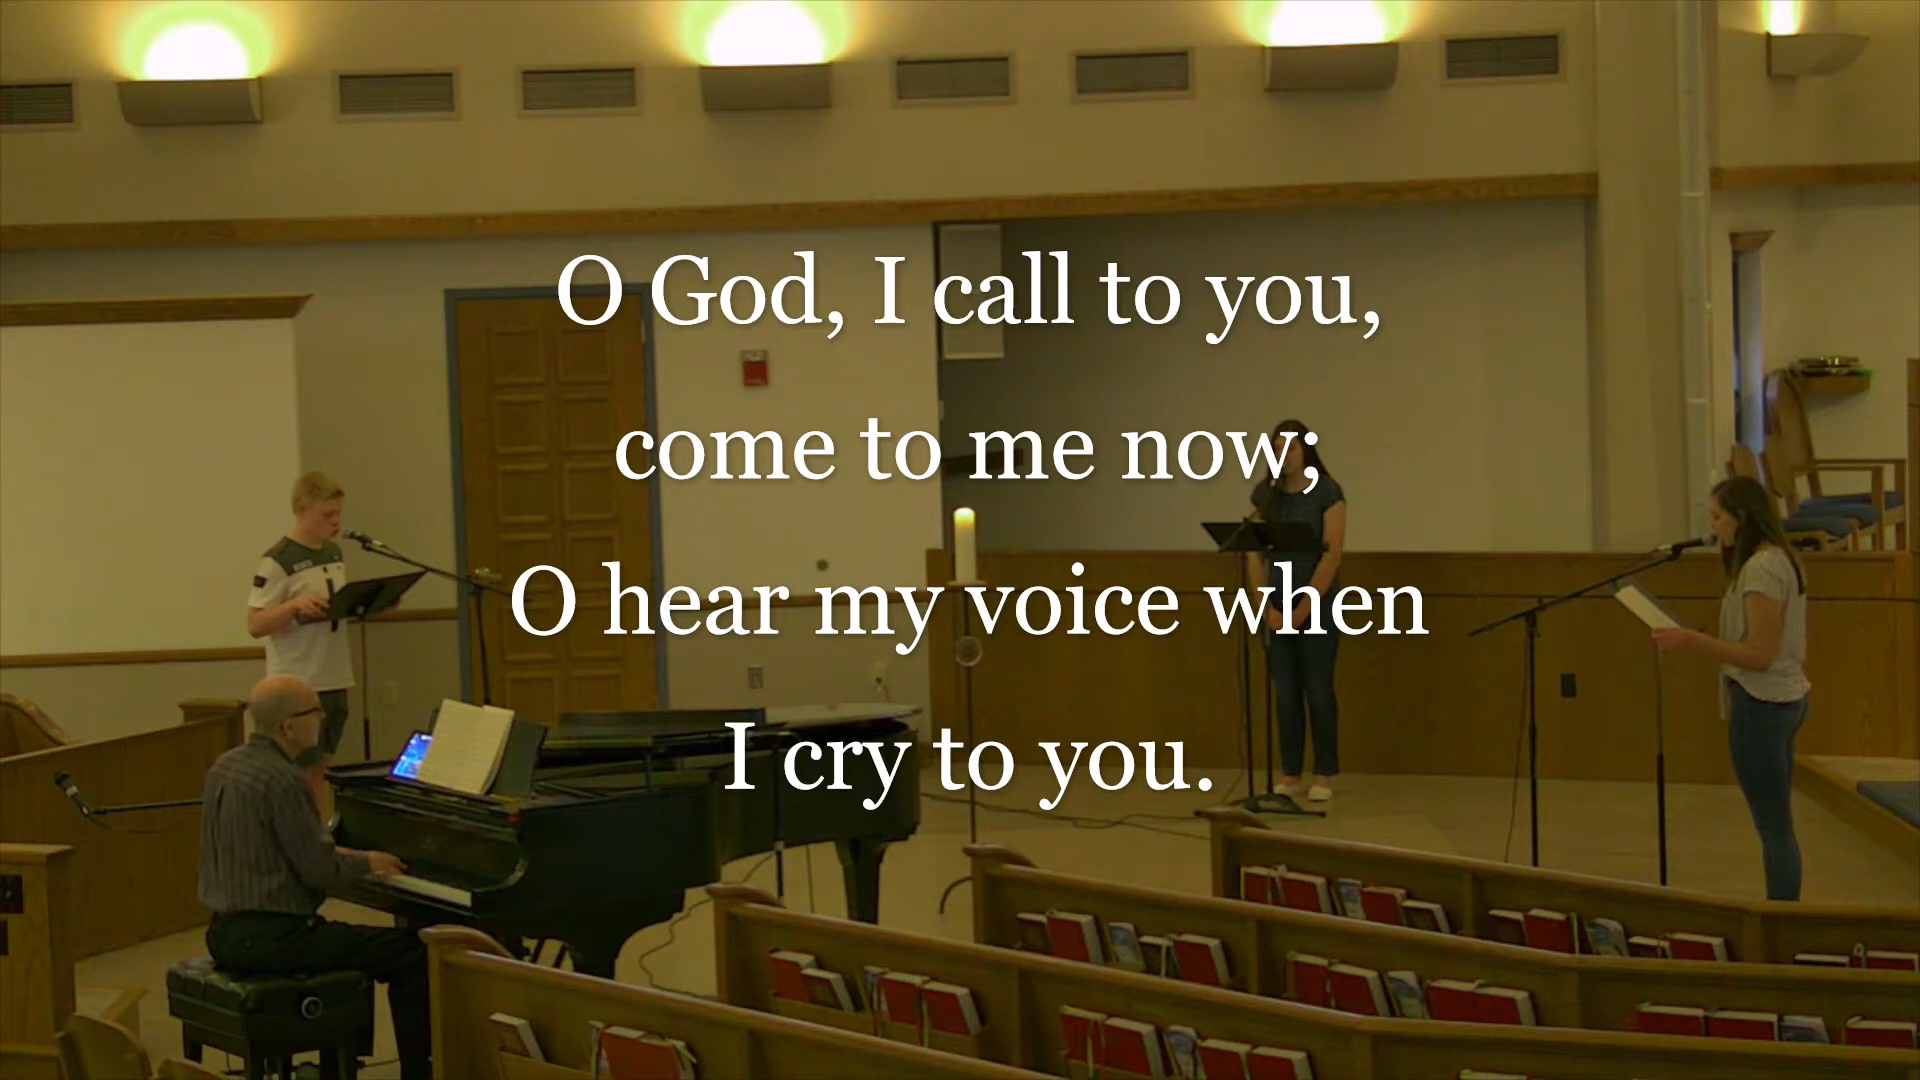 O God, I call to you,
come to me now;
O hear my voice when
I cry to you.